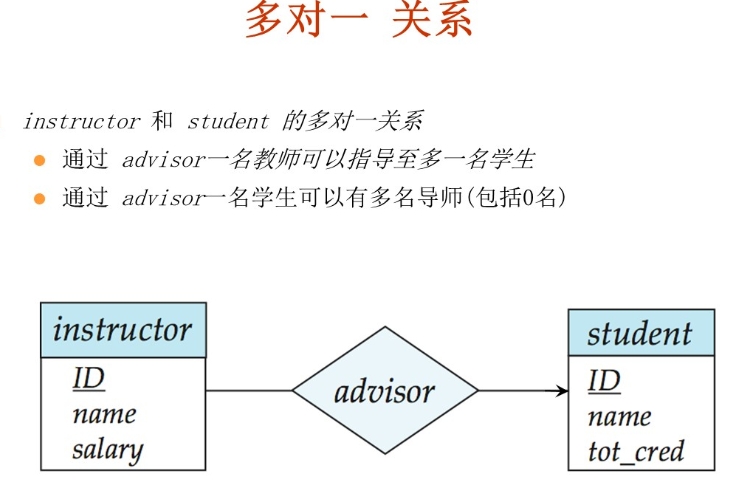 多对一 关系
instructor 和 student 的多对一关系
通过 advisor一名教师可以指导至多一名学生
通过 advisor一名学生可以有多名导师(包括0名)
instructor
ID
name
salary
advisor
student
ID
name
tot_cred